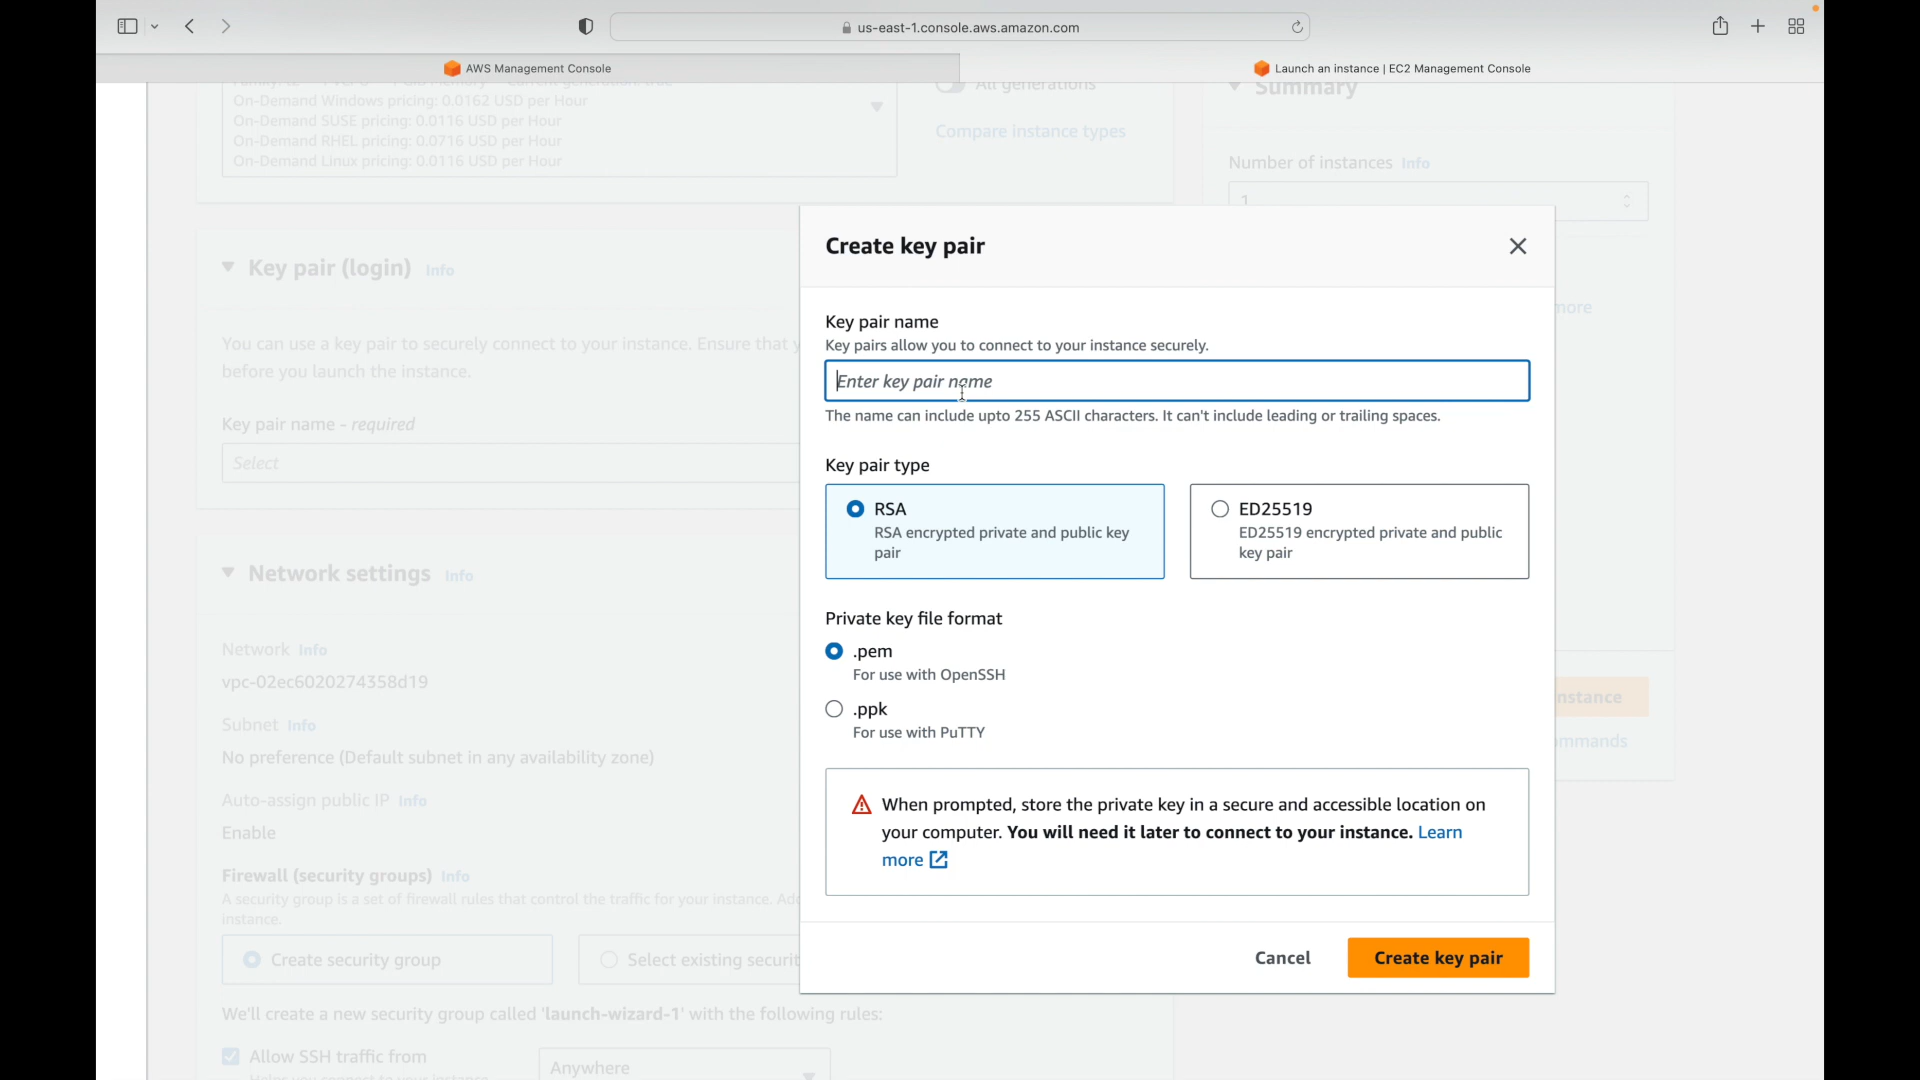 us-east-1.console.aws.amazon.com
AWS Management Console
Launch an instance | EC2 Management Console
On-Demand Windows pricing: 0.0162 USD per Hour
On-Demand SUSE pricing: 0.0116 USD per Hour
On-Demand RHEL pricing: 0.0716 USD per Hour
On-Demand Linux pricing: 0.0116 USD per Hour
All generations
Compare instance types
Summary
Number of instances Info
1
Key pair (login) Info
You can use a key pair to securely connect to your instance. Ensure that y
before you launch the instance.
Key pair name - required
Select
Network settings Info
Network Info
vpc-02ec6020274358d19
Subnet Info
No preference (Default subnet in any availability zone)
Auto-assign public IP Info
Enable
Firewall (security groups) Info
A security group is a set of firewall rules that control the traffic for your instance. Add
instance.
Create security group
Select existing securit
We'll create a new security group called 'launch-wizard-1' with the following rules:
Allow SSH traffic from
Helps you connect to your instance
Anywhere
Create key pair
Key pair name
Key pairs allow you to connect to your instance securely.
Enter key pair name
The name can include upto 255 ASCII characters. It can't include leading or trailing spaces.
Key pair type
RSA
RSA encrypted private and public key
pair
ED25519
ED25519 encrypted private and public
key pair
Private key file format
.pem
For use with OpenSSH
.ppk
For use with PuTTY
When prompted, store the private key in a secure and accessible location on
your computer. You will need it later to connect to your instance. Learn
more
Cancel
Create key pair
more
nstance
mmands